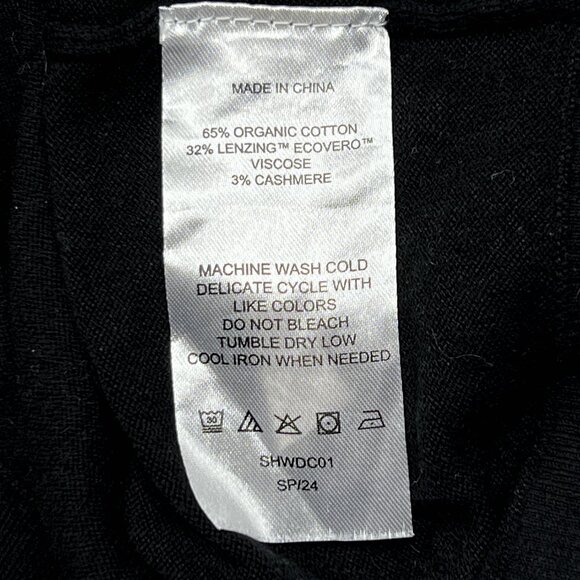 MADE IN CHINA
65% ORGANIC COTTON
32% LENZING™ ECOVERO™
VISCOSE
3% CASHMERE
MACHINE WASH COLD
DELICATE CYCLE WITH
LIKE COLORS
DO NOT BLEACH
TUMBLE DRY LOW
COOL IRON WHEN NEEDED
30
SHWDC01
SP/24